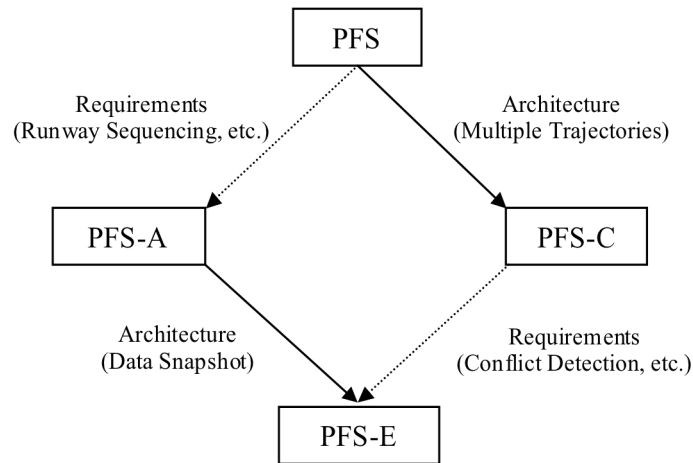 PFS
Requirements
(Runway Sequencing, etc.)
Architecture
(Multiple Trajectories)
PFS-A
PFS-C
Architecture
(Data Snapshot)
Requirements
(Conflict Detection, etc.)
PFS-E